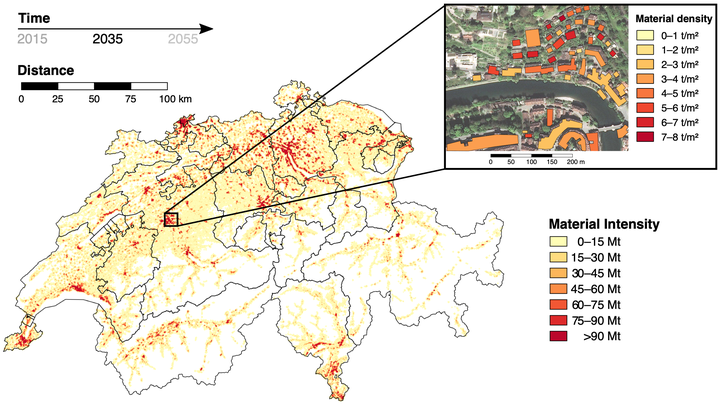 Time
2015 2035 2055
Distance
0 25 50 75 100 km
Material density
0–1 t/m²
1–2 t/m²
2–3 t/m²
3–4 t/m²
4–5 t/m²
5–6 t/m²
6–7 t/m²
7–8 t/m²
0 50 100 150 200 m
Material Intensity
0–15 Mt
15–30 Mt
30–45 Mt
45–60 Mt
60–75 Mt
75–90 Mt
>90 Mt